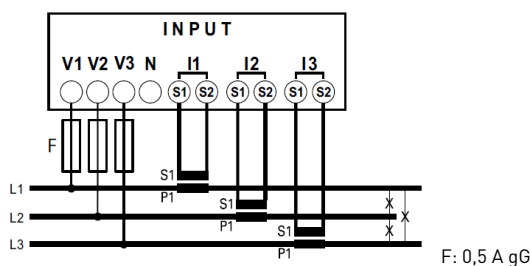 INPUT
V1 V2 V3 N I1 I2 I3
S1 S2 S1 S2 S1 S2
F
S1
L1
P1
S1
L2
P1
S1
L3
P1
F: 0,5 A gG